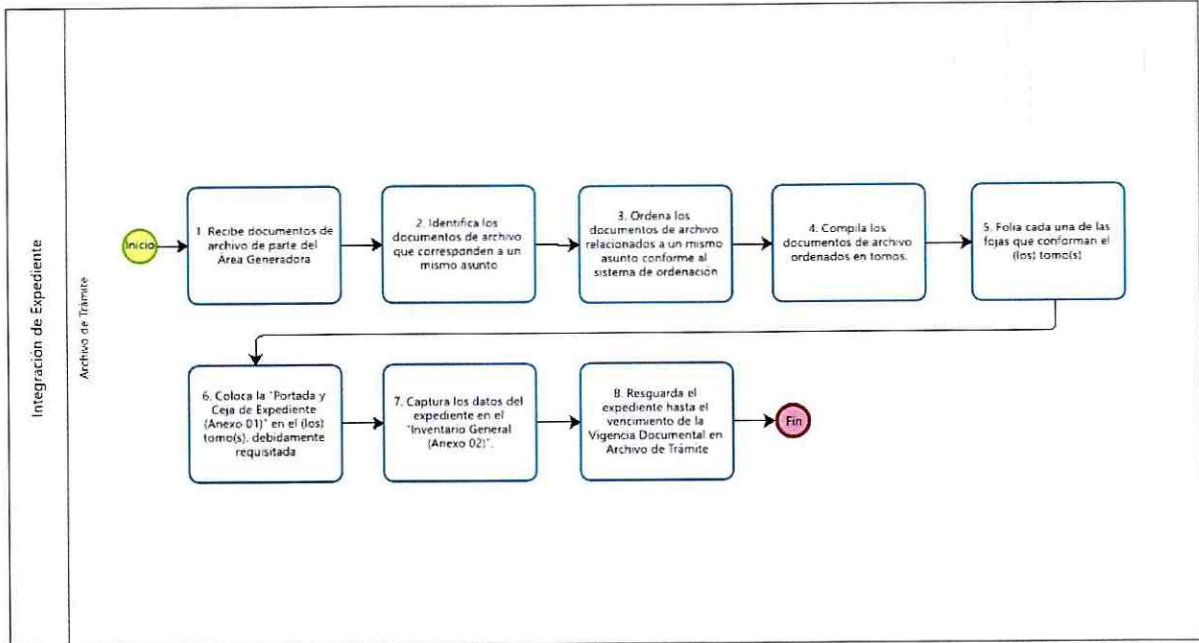 Integración de Expediente
Archivo de Trámite
Inicio
1. Recibe documentos de
archivo de parte del
Área Generadora
2. Identifica los
documentos de archivo
que corresponden a un
mismo asunto
3. Ordena los
documentos de archivo
relacionados a un mismo
asunto conforme al
sistema de ordenación
4. Compila los
documentos de archivo
ordenados en tomos.
5. Folia cada una de las
fojas que conforman el
(los) tomo(s)
6. Coloca la "Portada y
Ceja de Expediente
(Anexo 01)" en el (los)
tomo(s), debidamente
requisitada
7. Captura los datos del
expediente en el
"Inventario General
(Anexo 02)".
8. Resguarda el
expediente hasta el
vencimiento de la
Vigencia Documental en
Archivo de Trámite
Fin